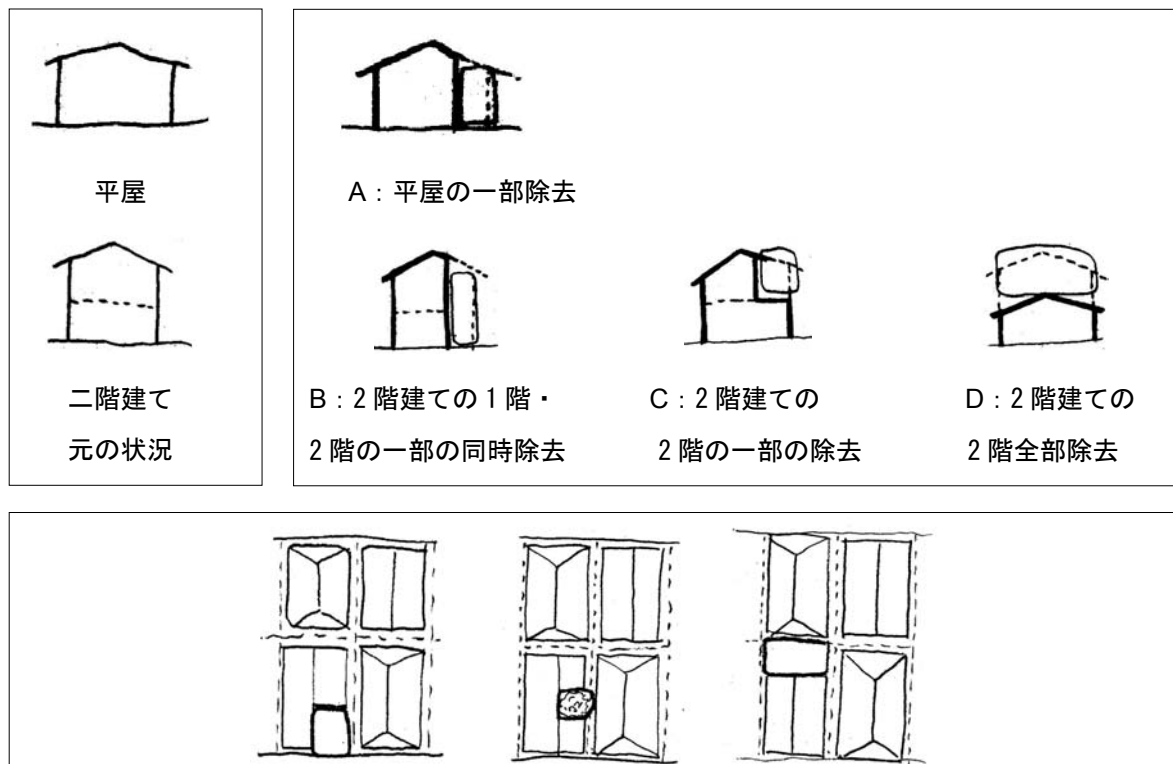 平屋
二階建て
元の状況
A：平屋の一部除去
B：2階建ての1階・
2階の一部の同時除去
C：2階建ての
2階の一部の除去
D：2階建ての
2階全部除去